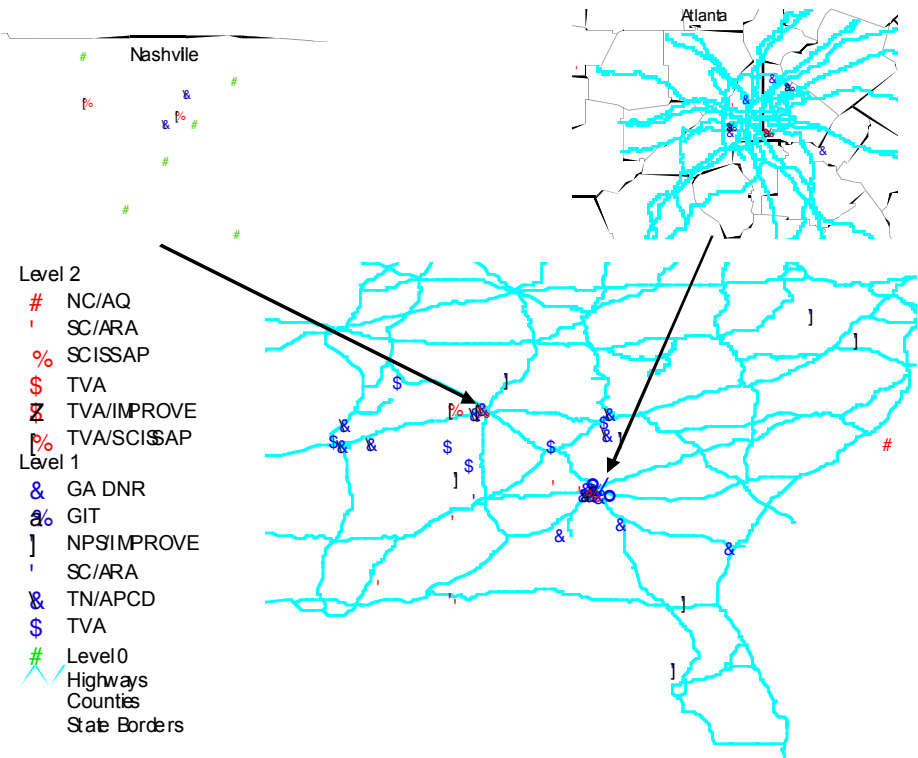 Atlanta
Nashville
Level 2
# NC/AQ
' SC/ARA
% SCISSAP
$ TVA
TVA/IMPROVE
[% TVA/SCISSAP
Level 1
& GA DNR
GIT
] NPS/IMPROVE
' SC/ARA
& TN/APCD
$ TVA
# Level 0
Highways
Counties
State Borders